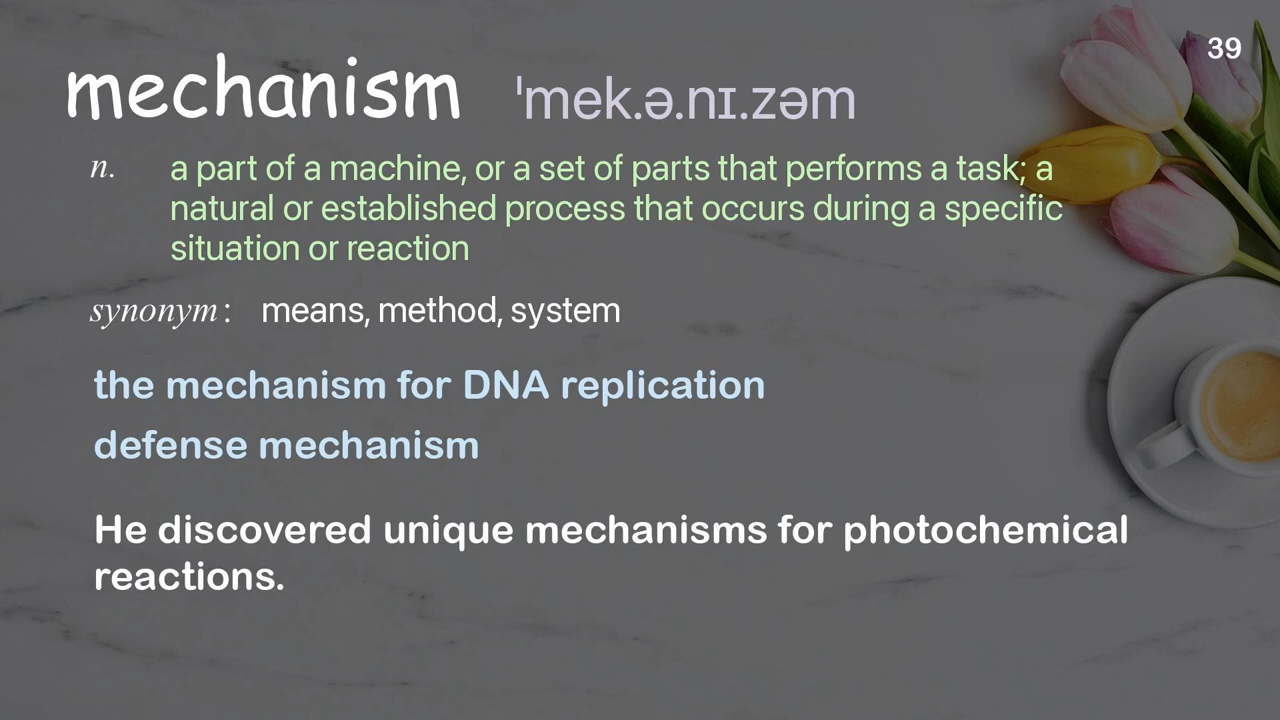 39
mechanism ˈmek.ə.nɪ.zəm
n. a part of a machine, or a set of parts that performs a task; a
natural or established process that occurs during a specific
situation or reaction
synonym: means, method, system
the mechanism for DNA replication
defense mechanism
He discovered unique mechanisms for photochemical
reactions.